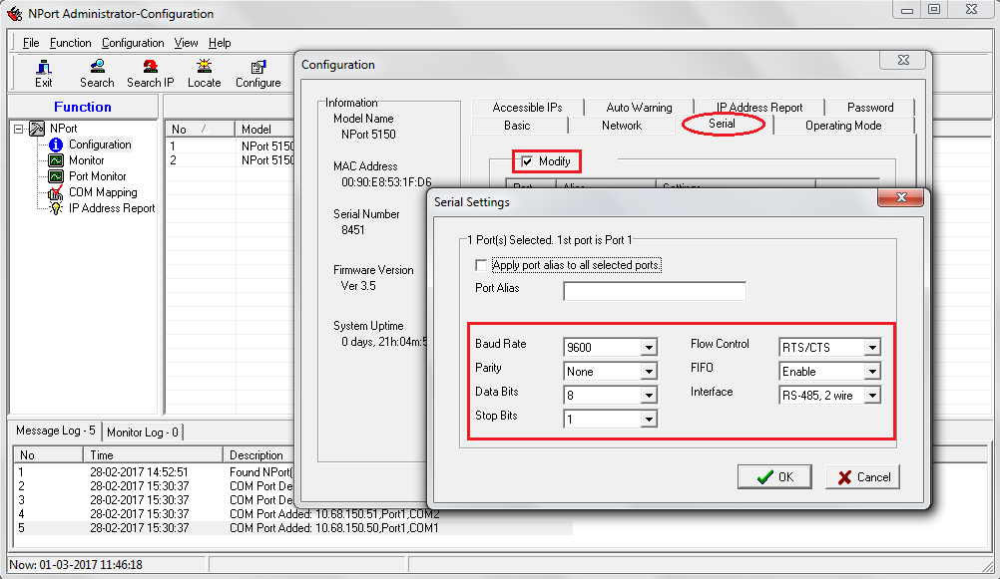 NPort Administrator-Configuration
File Function Configuration View Help
Exit Search Search IP Locate Configure
Function
NPort
Configuration
Monitor
Port Monitor
COM Mapping
IP Address Report
No / Model
1 NPort 5150
2 NPort 5150
Configuration
Information
Model Name
NPort 5150
MAC Address
00:90:E8:53:1F:D6
Serial Number
8451
Firmware Version
Ver 3.5
System Uptime
0 days, 21h:04m:5
Accessible IPs Auto Warning IP Address Report Password
Basic Network Serial Operating Mode
Modify
Port Alias Settings
Serial Settings
1 Port(s) Selected. 1st port is Port 1
Apply port alias to all selected ports.
Port Alias
Baud Rate 9600 Flow Control RTS/CTS
Parity None FIFO Enable
Data Bits 8 Interface RS-485, 2 wire
Stop Bits 1
OK Cancel
Message Log - 5 Monitor Log - 0
No Time Description
1 28-02-2017 14:52:51 Found NPort(
2 28-02-2017 15:30:37 COM Port De
3 28-02-2017 15:30:37 COM Port De
4 28-02-2017 15:30:37 COM Port Added: 10.68.150.51,Port1,COM2
5 28-02-2017 15:30:37 COM Port Added: 10.68.150.50,Port1,COM1
Now: 01-03-2017 11:46:18